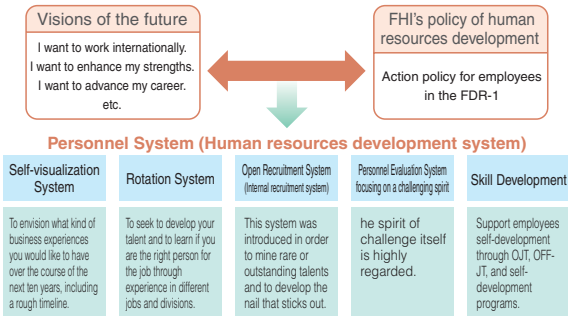 Visions of the future
I want to work internationally.
I want to enhance my strengths.
I want to advance my career.
etc.
FHI's policy of human
resources development
Action policy for employees
in the FDR-1
Personnel System (Human resources development system)
Self-visualization
System
To envision what kind of
business experiences
you would like to have
over the course of the
next ten years, including
a rough timeline.
Rotation System
To seek to develop your
talent and to learn if you
are the right person for
the job through
experience in different
jobs and divisions.
Open Recruitment System
(Internal recruitment system)
This system was
introduced in order
to mine rare or
outstanding talents
and to develop the
nail that sticks out.
Personnel Evaluation System
focusing on a challenging spirit
he spirit of
challenge itself
is highly
regarded.
Skill Development
Support employees
self-development
through OJT, OFF-
JT, and self-
development
programs.